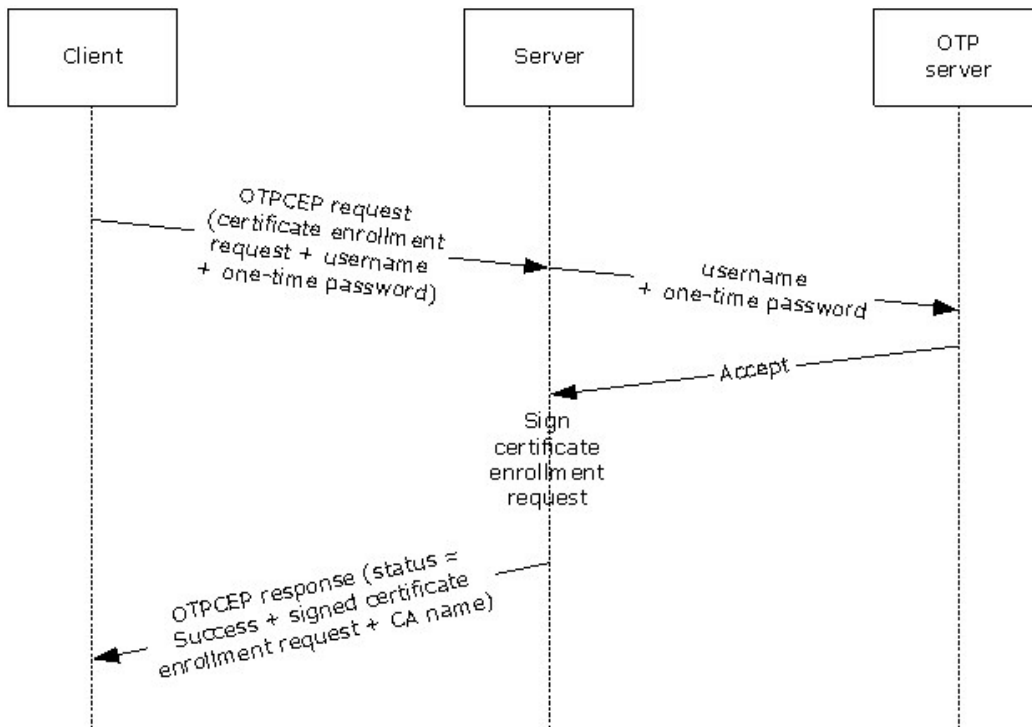 Client
Server
OTP
server
OTPCEP request
(certificate enrollment
request + username
+ one-time password)
username
+ one-time password
Accept
Sign
certificate
enrollment
request
OTPCEP response (status =
Success + signed certificate
enrollment request + CA name)